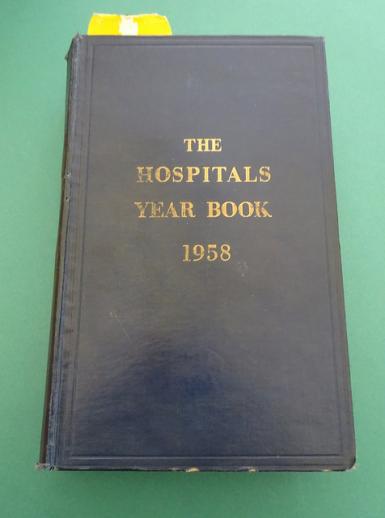 THE
HOSPITALS
YEAR BOOK
1958